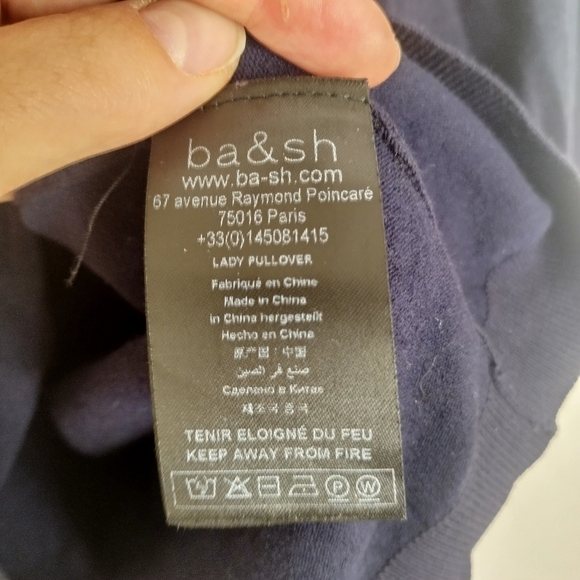 ba&sh
www.ba-sh.com
67 avenue Raymond Poincaré
75016 Paris
+33(0)145081415
LADY PULLOVER
Fabriqué en Chine
Made in China
in China hergestellt
Hecho en China
原产国 : 中国
صنع في الصين
Сделано в Китае
제조국 중국
TENIR ELOIGNÉ DU FEU
KEEP AWAY FROM FIRE
P W